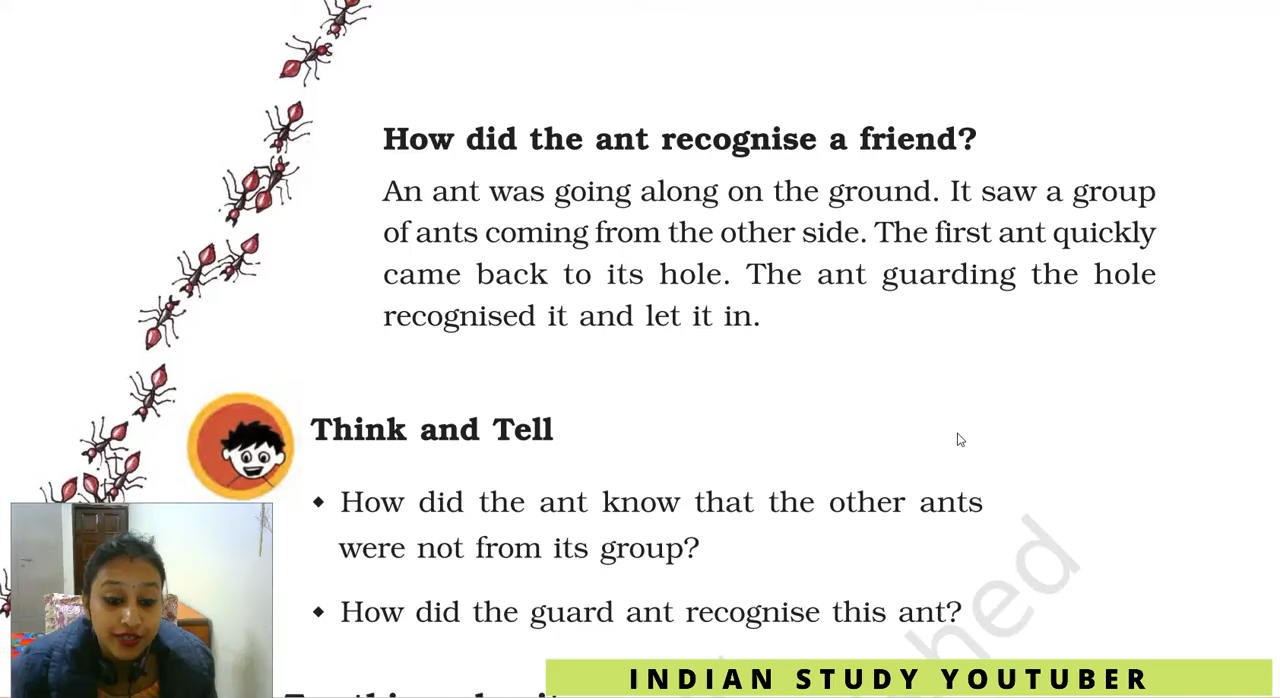 How did the ant recognise a friend?
An ant was going along on the ground. It saw a group
of ants coming from the other side. The first ant quickly
came back to its hole. The ant guarding the hole
recognised it and let it in.
Think and Tell
◆ How did the ant know that the other ants
were not from its group?
◆ How did the guard ant recognise this ant?
hed
INDIAN STUDY YOUTUBER